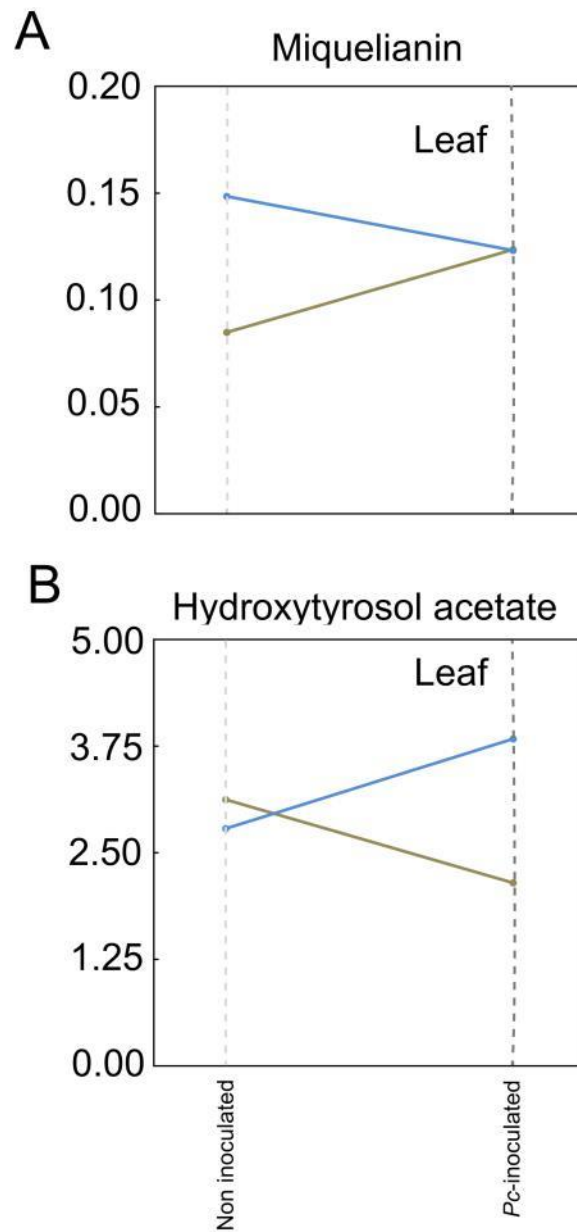 A
Miquelianin
0.20
Leaf
0.15
0.10
0.05
0.00
B
Hydroxytyrosol acetate
5.00
Leaf
3.75
2.50
1.25
0.00
Non inoculated
Pc-inoculated